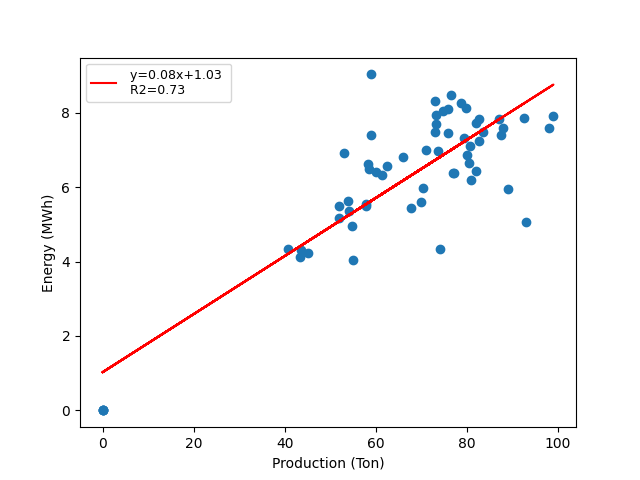 y=0.08x+1.03
R2=0.73
8
6
4
2
0
Energy (MWh)
0 20 40 60 80 100
Production (Ton)